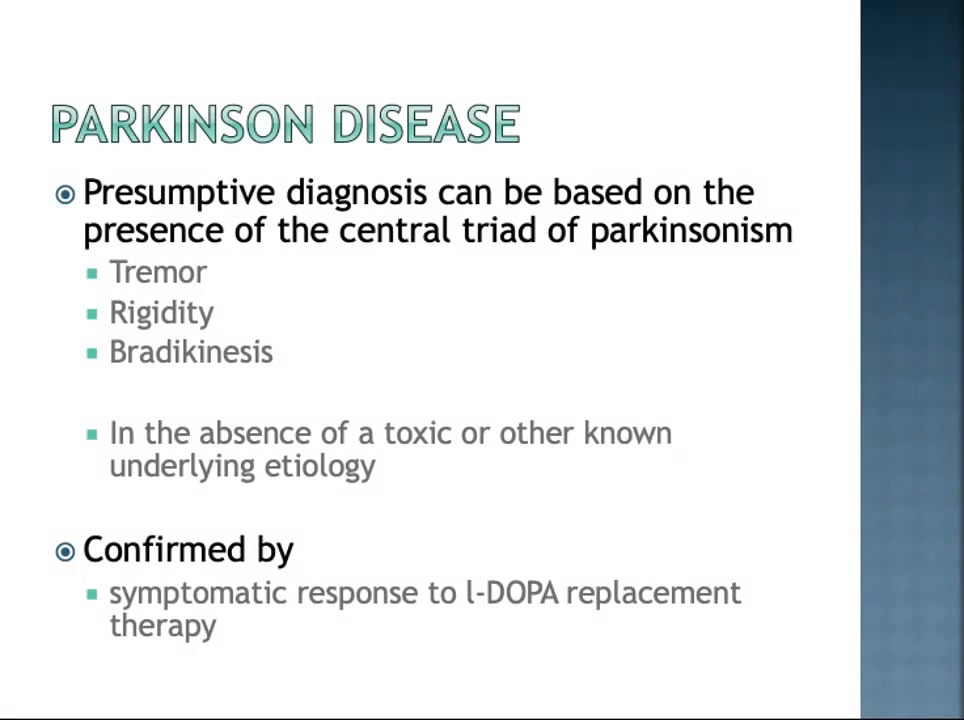 PARKINSON DISEASE
Presumptive diagnosis can be based on the
presence of the central triad of parkinsonism
Tremor
Rigidity
Bradikinesis
In the absence of a toxic or other known
underlying etiology
Confirmed by
symptomatic response to l-DOPA replacement
therapy